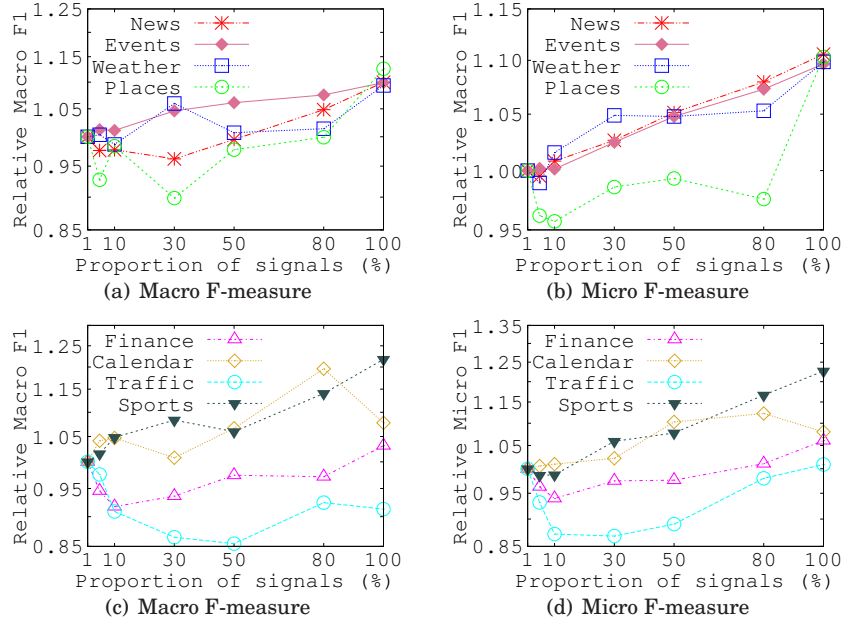 Relative Macro F1
1.25
1.15
1.05
0.95
0.85
News
Events
Weather
Places
1 10 30 50 80 100
Proportion of signals (%)
(a) Macro F-measure
Relative Macro F1
1.15
1.10
1.05
1.00
0.95
News
Events
Weather
Places
1 10 30 50 80 100
Proportion of signals (%)
(b) Micro F-measure
Relative Macro F1
1.25
1.15
1.05
0.95
0.85
Finance
Calendar
Traffic
Sports
1 10 30 50 80 100
Proportion of signals (%)
(c) Macro F-measure
Relative Micro F1
1.35
1.25
1.15
1.05
0.95
0.85
Finance
Calendar
Traffic
Sports
1 10 30 50 80 100
Proportion of signals (%)
(d) Micro F-measure